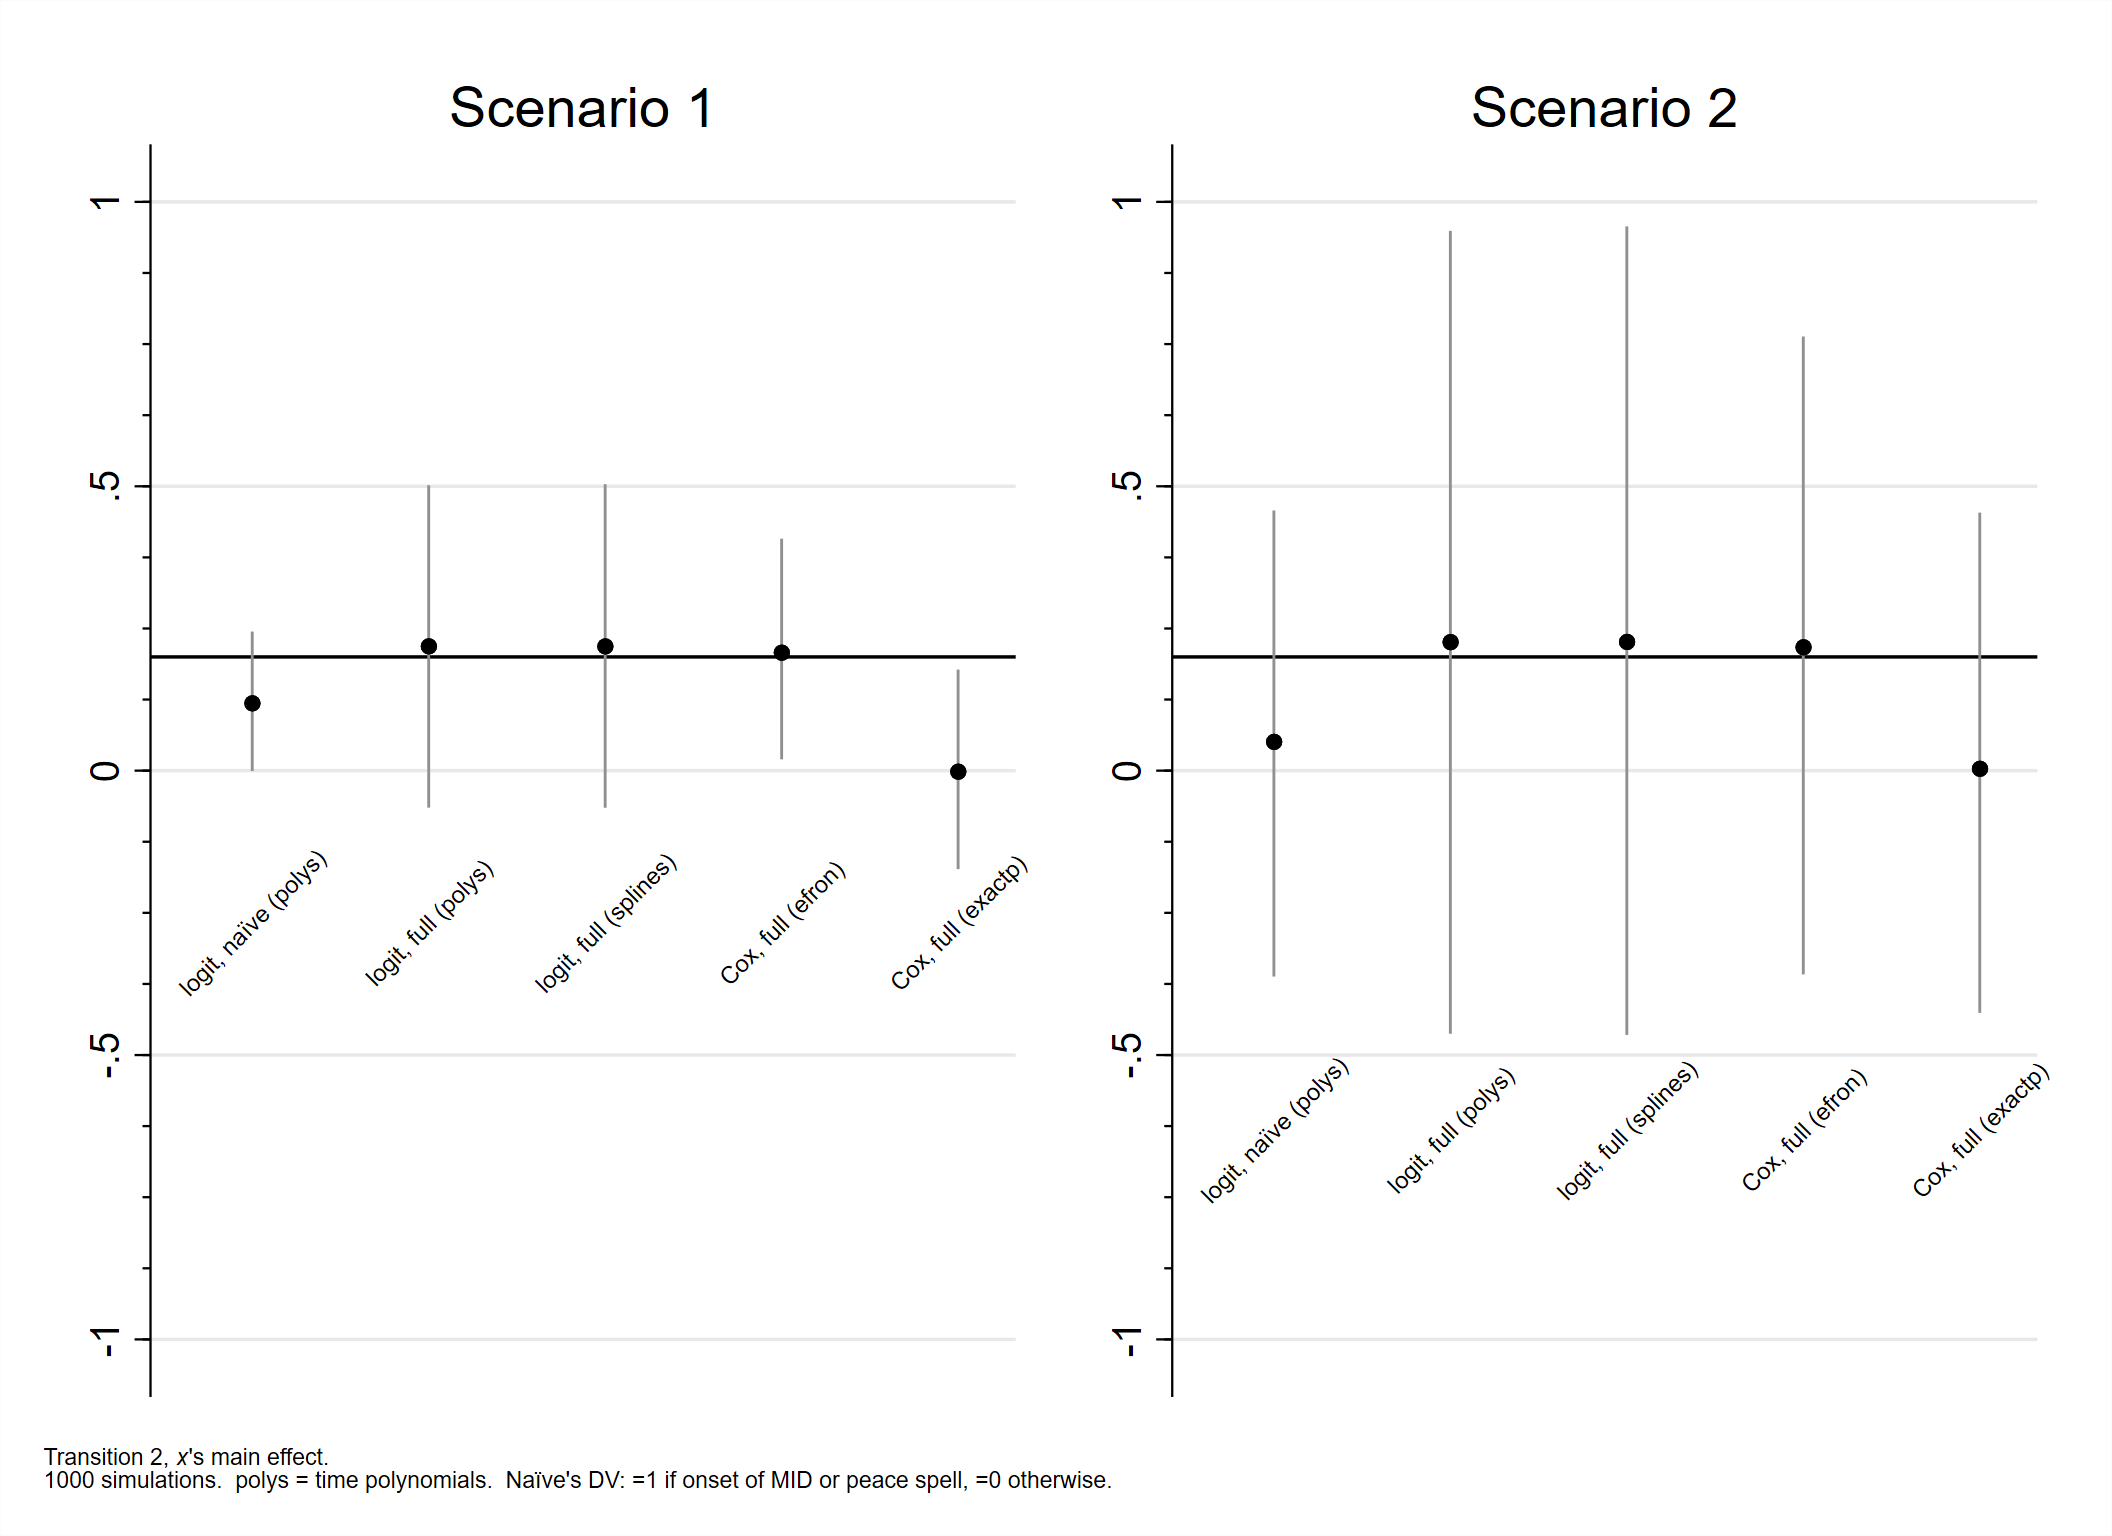 Scenario 1
1
.5
0
-.5
-1
logit, naïve (polys)
logit, full (polys)
logit, full (splines)
Cox, full (efron)
Cox, full (exactp)
Scenario 2
1
.5
0
-.5
-1
logit, naïve (polys)
logit, full (polys)
logit, full (splines)
Cox, full (efron)
Cox, full (exactp)
Transition 2, x's main effect.
1000 simulations.  polys = time polynomials.  Naïve's DV: =1 if onset of MID or peace spell, =0 otherwise.